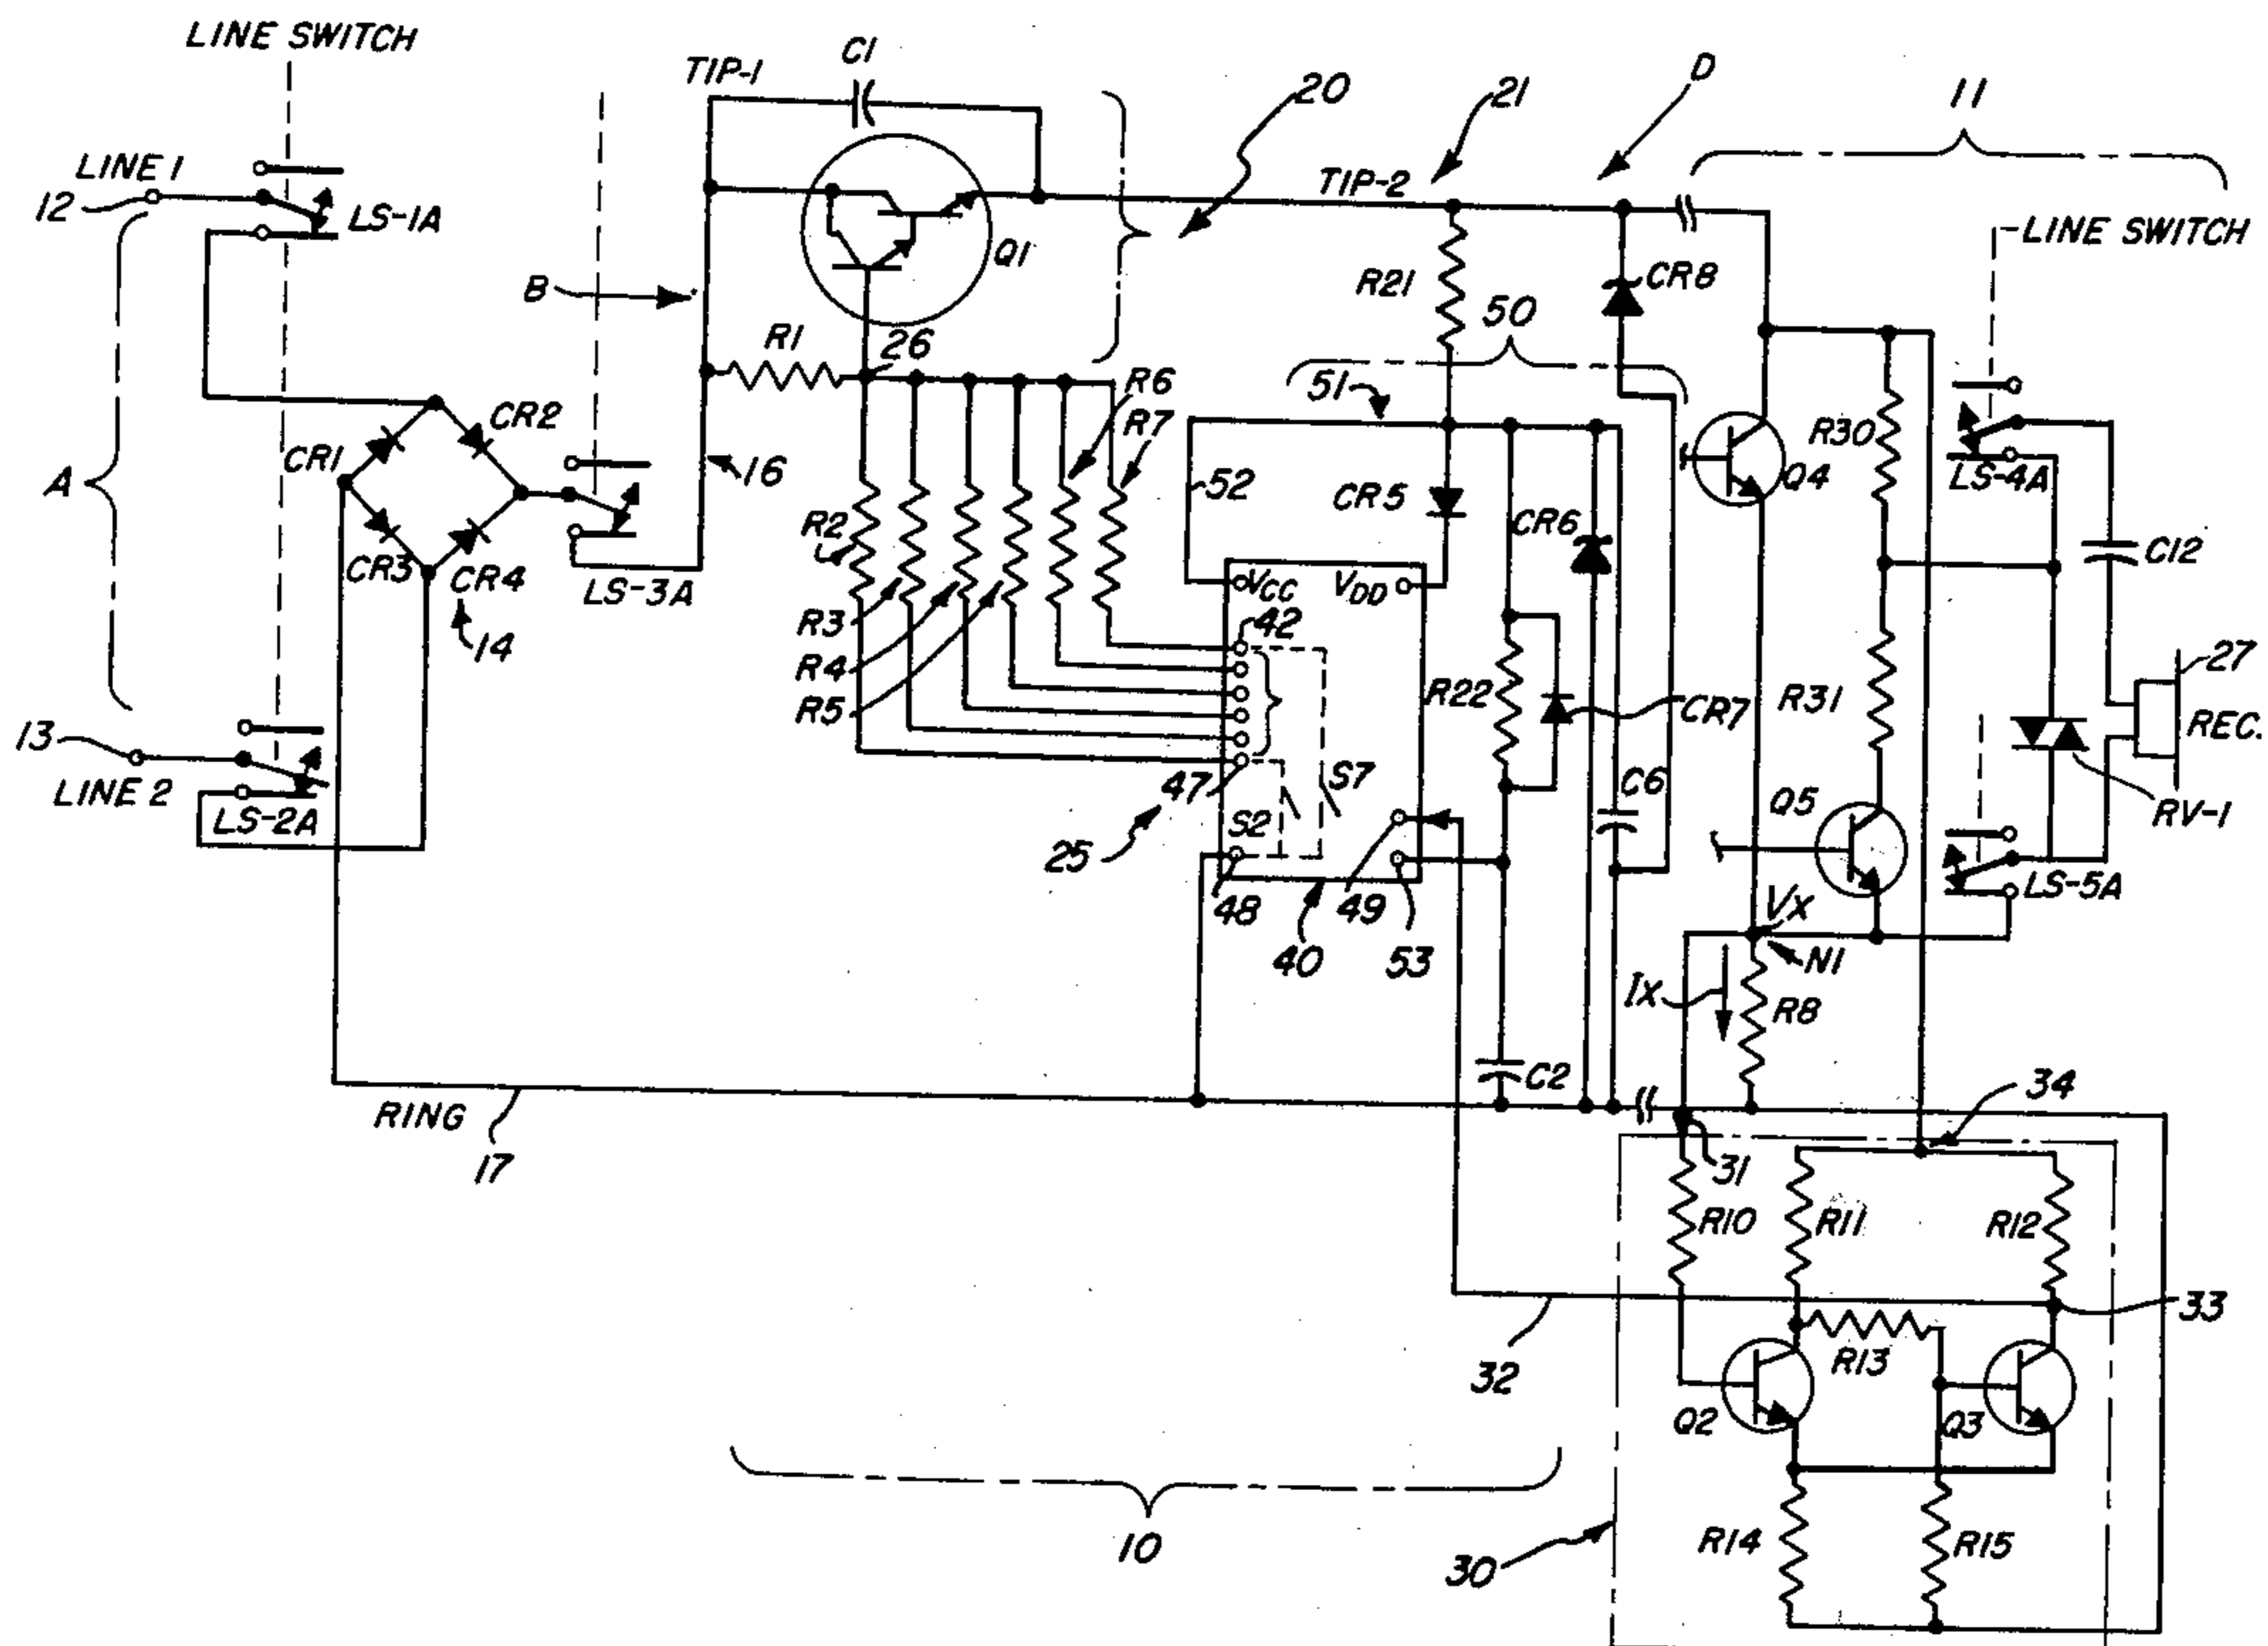 LINE SWITCH
TIP-1
C1
20
21
D
11
LINE 1
12
LS-1A
TIP-2
Q1
-LINE SWITCH
B
R21
CR8
50
R1
26
R6
51
R7
CR2
CR1
A
16
52
CR5
R30
Q4
LS-4A
R2
CR6
C12
CR3
CR4
LS-3A
VCC
VDD
R3
42
14
R4
R22
27
R5
CR7
R31
REC.
13
LINE 2
LS-2A
47
S7
C6
Q5
RV-1
S2
25
48
40
49
53
LS-5A
VX
N1
IX
R8
C2
34
RING
17
31
R10
R11
R12
33
32
R13
Q2
Q3
10
R14
R15
30